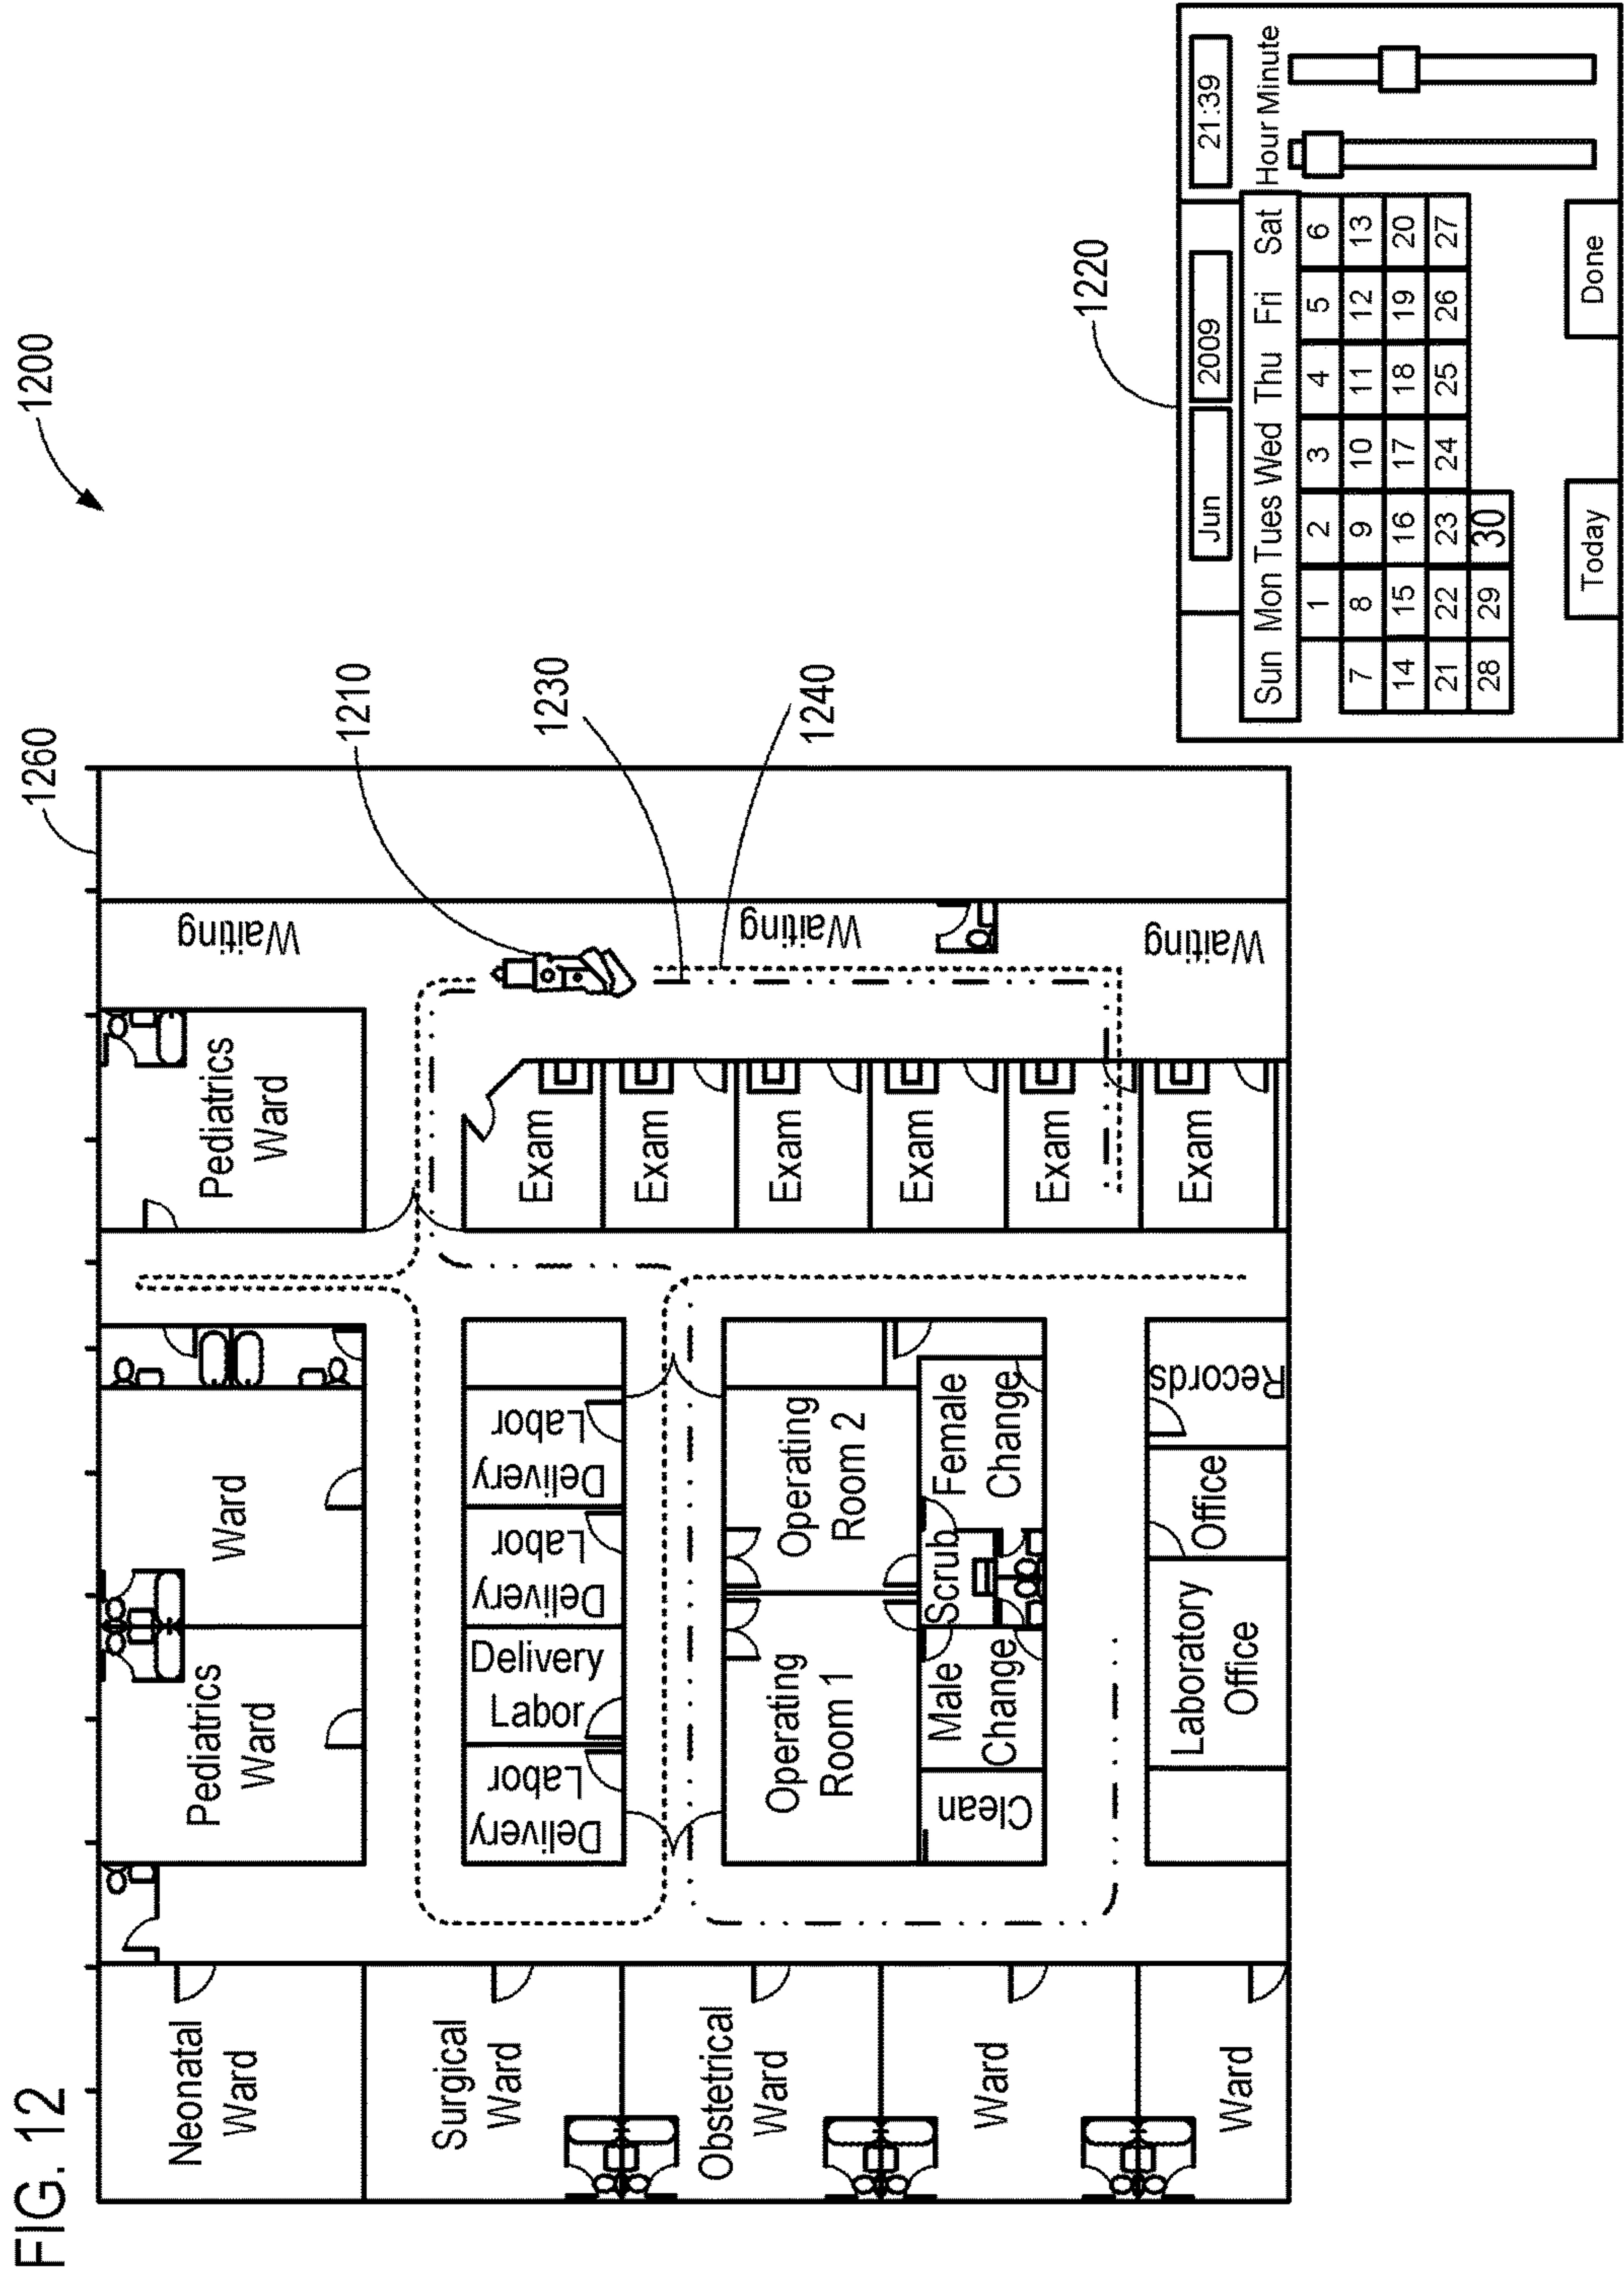 FIG. 12
1200
1260
1210
1230
1240
1220
Neonatal
Ward
Surgical
Ward
Obstetrical
Ward
Ward
Ward
Pediatrics
Ward
Ward
Pediatrics
Ward
Waiting
Waiting
Waiting
Labor
Delivery
Delivery
Labor
Labor
Delivery
Labor
Delivery
Exam
Exam
Exam
Exam
Exam
Exam
Operating
Room 1
Operating
Room 2
Clean
Male
Change
Scrub
Female
Change
Laboratory
Office
Office
Records
Jun 2009 21:39
Sun Mon Tues Wed Thu Fri Sat Hour Minute
1 2 3 4 5 6
7 8 9 10 11 12 13
14 15 16 17 18 19 20
21 22 23 24 25 26 27
28 29 30
Today Done